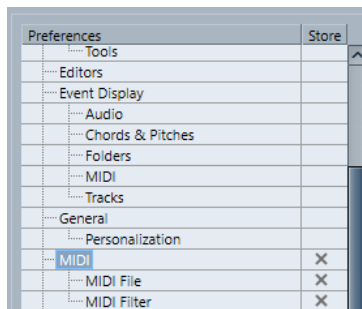 Preferences Store
Tools
Editors
Event Display
Audio
Chords & Pitches
Folders
MIDI
Tracks
General
Personalization
MIDI
MIDI File
MIDI Filter